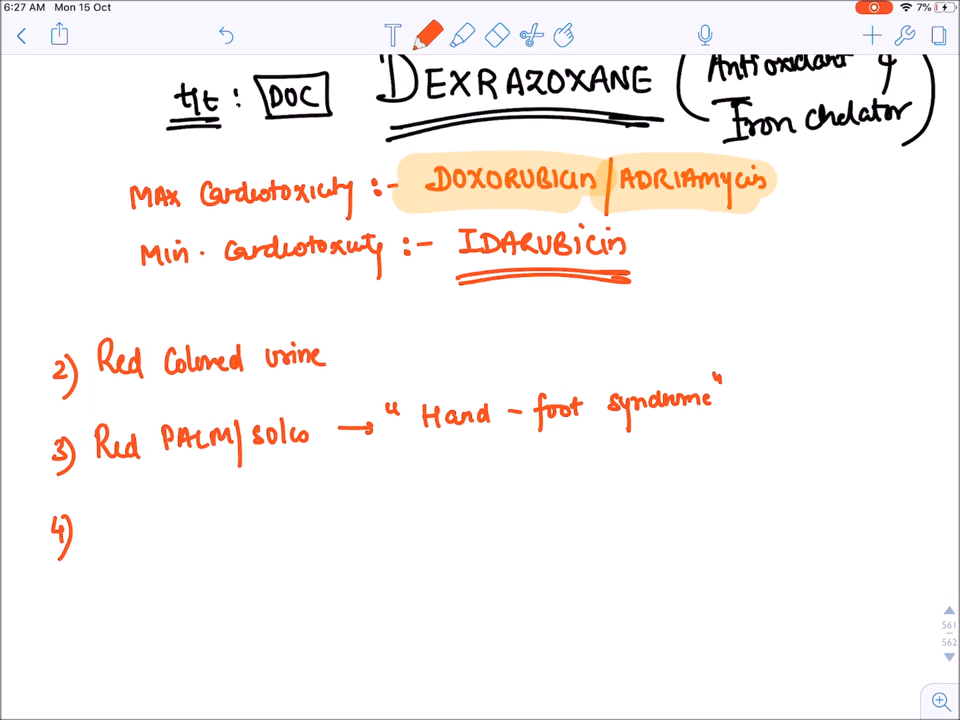 6:27 AM Mon 15 Oct 7%
T
ttt : DOC DEXRAZOXANE (Antioxidant &
Iron chelator)
MAX Cardiotoxicity :- DOXORUBICIN / ADRIAMYCIN
Min. Cardiotoxicity :- IDARUBICIN
2) Red Colored urine
3) Red PALM/soles → "Hand - foot syndrome"
4)
561
562